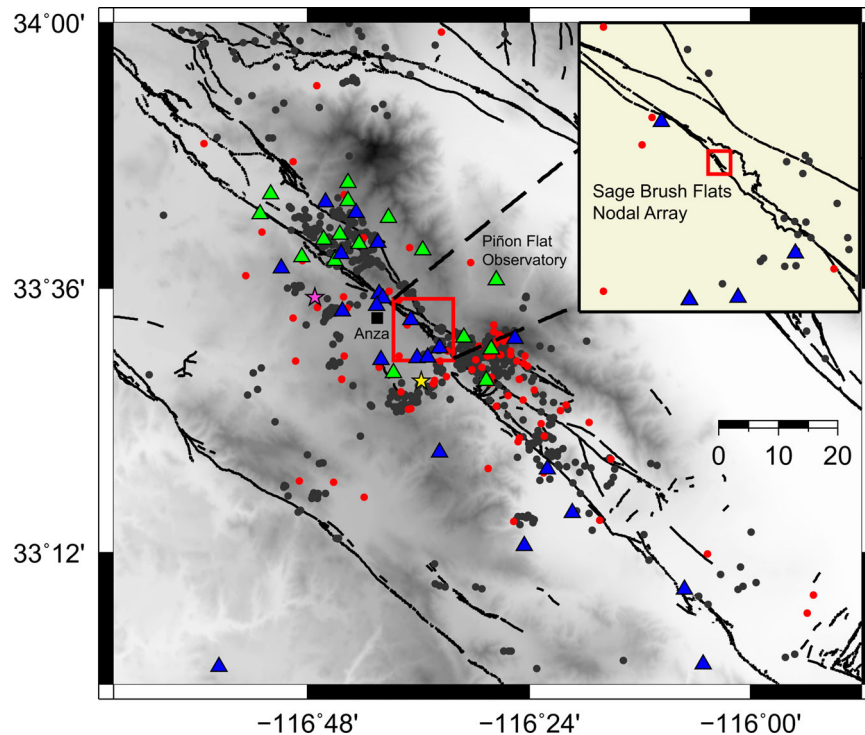 34°00'
33°36'
33°12'
Sage Brush Flats
Nodal Array
Piñon Flat
Observatory
Anza
0 10 20
−116°48'
−116°24'
−116°00'